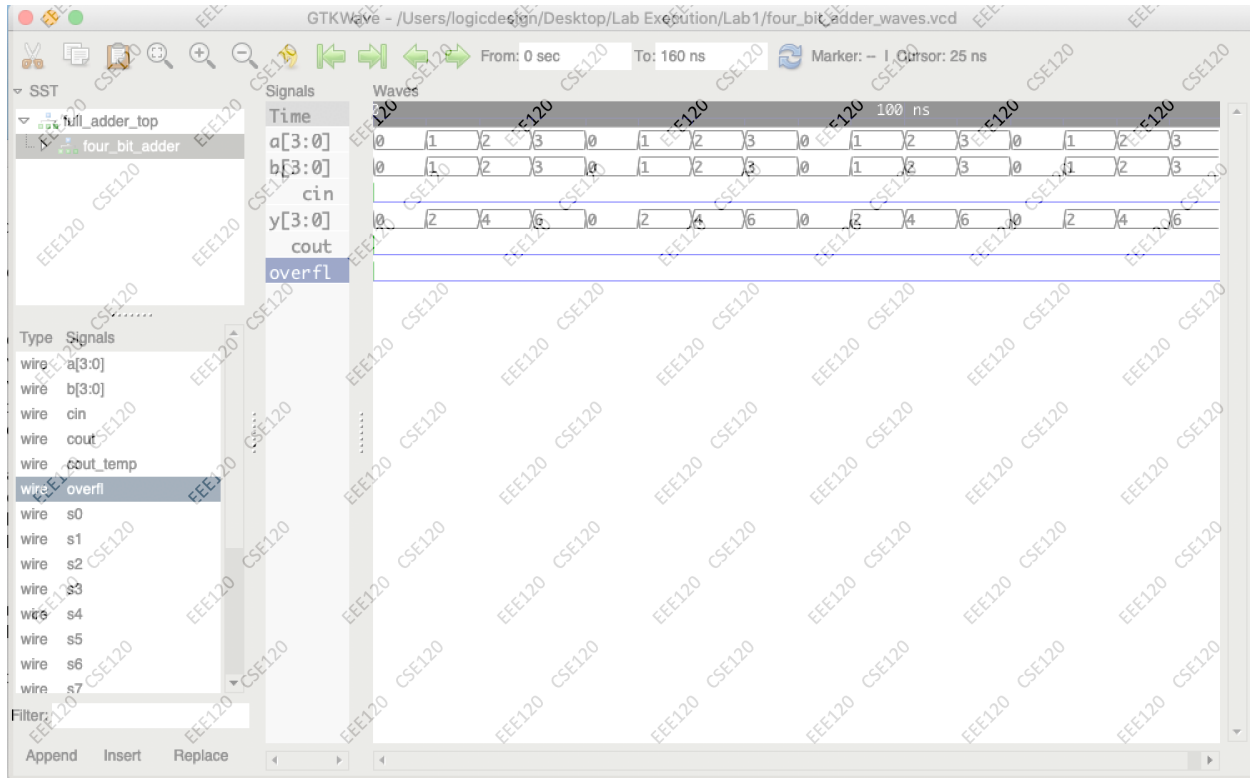 GTKWave - /Users/logicdesign/Desktop/Lab Execution/Lab1/four_bit_adder_waves.vcd
From: 0 sec To: 160 ns Marker: -- | Cursor: 25 ns
SST
full_adder_top
four_bit_adder
Type Signals
wire a[3:0]
wire b[3:0]
wire cin
wire cout
wire cout_temp
wire overfl
wire s0
wire s1
wire s2
wire s3
wire s4
wire s5
wire s6
wire s7
Filter:
Append Insert Replace
Signals
Time
a[3:0]
b[3:0]
cin
y[3:0]
cout
overfl
Waves
100 ns
0 1 2 3 0 1 2 3 0 1 2 3 0 1 2 3
0 1 2 3 0 1 2 3 0 1 2 3 0 1 2 3
0 2 4 6 0 2 4 6 0 2 4 6 0 2 4 6
CSE120
EEE120